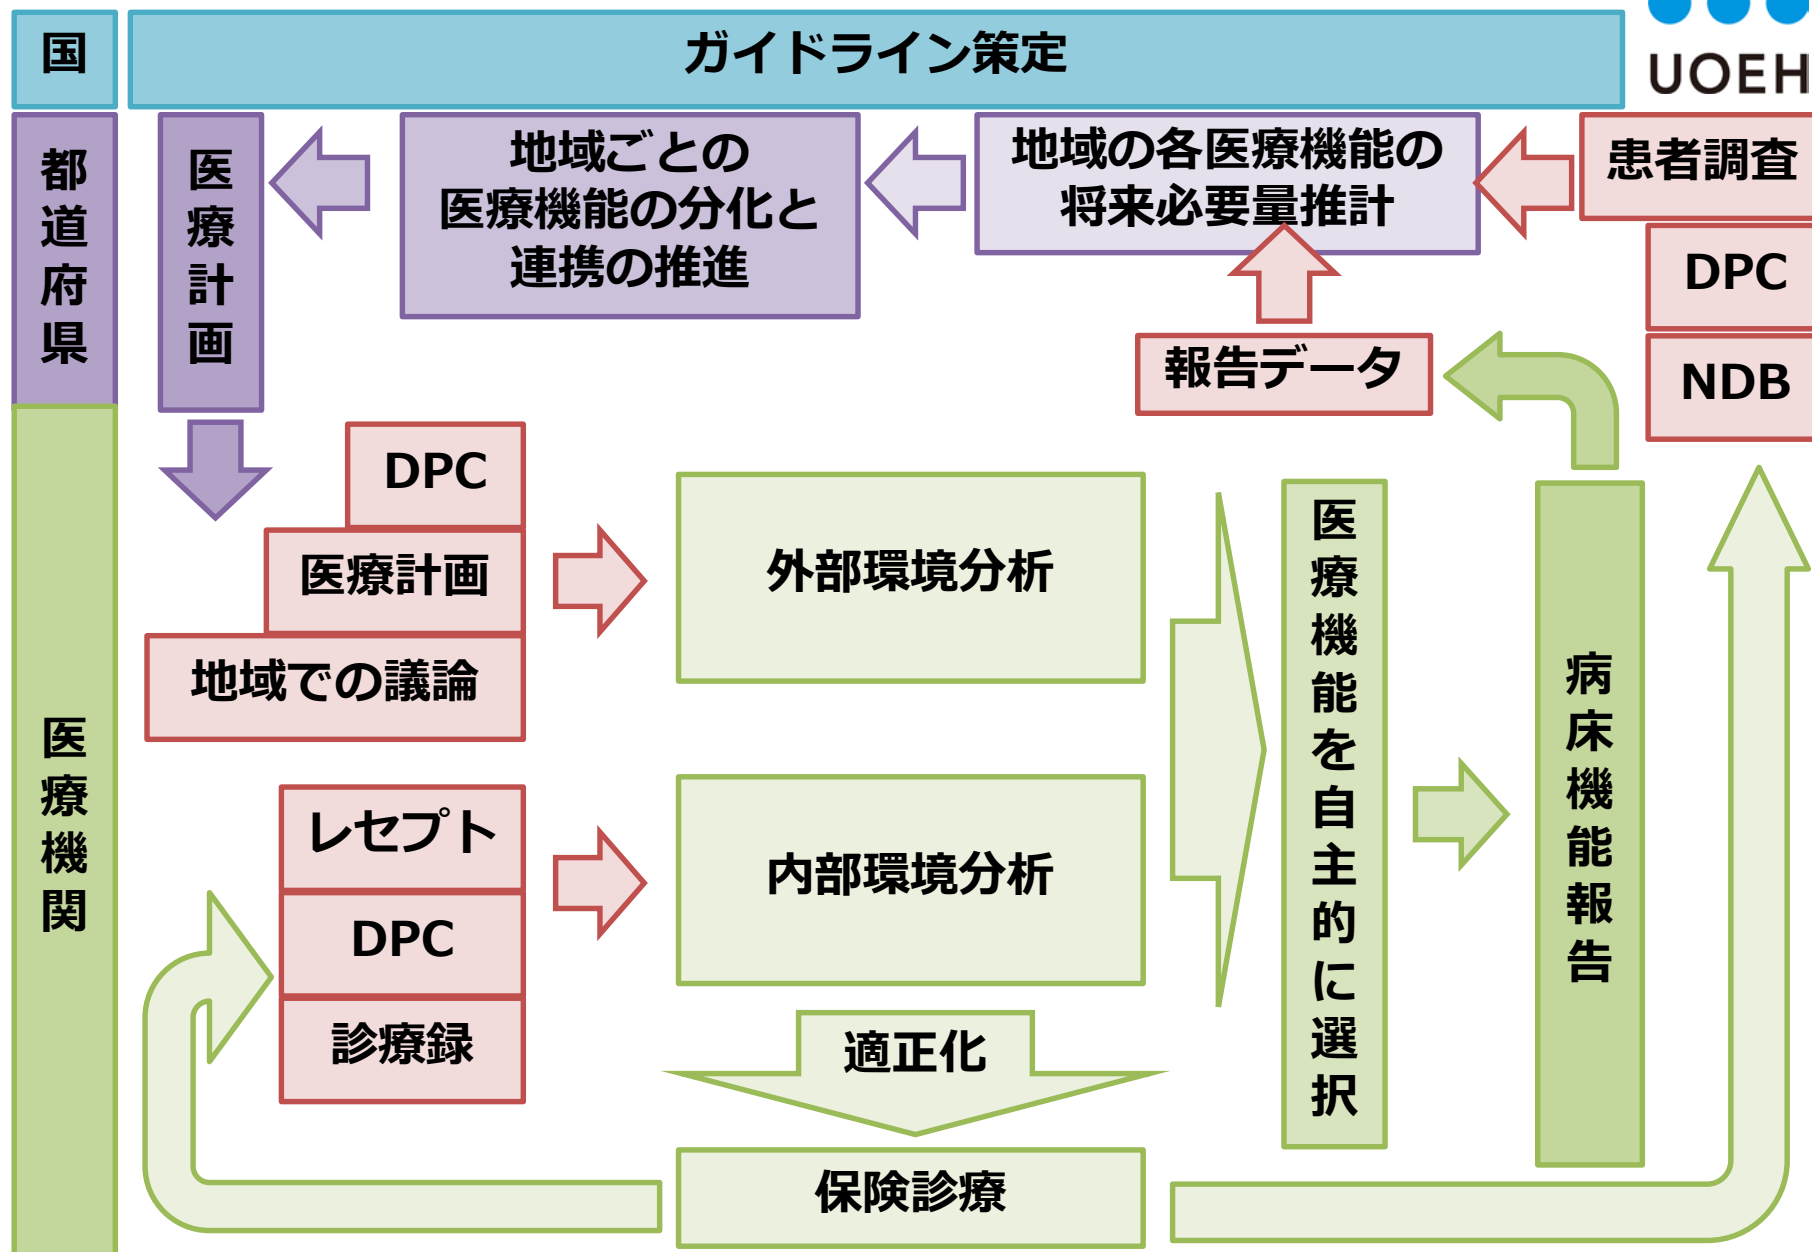 国
ガイドライン策定
UOEH
都道府県
医療計画
地域ごとの
医療機能の分化と
連携の推進
地域の各医療機能の
将来必要量推計
患者調査
DPC
NDB
報告データ
医療機関
DPC
医療計画
地域での議論
外部環境分析
レセプト
DPC
診療録
内部環境分析
適正化
保険診療
医療機能を自主的に選択
病床機能報告